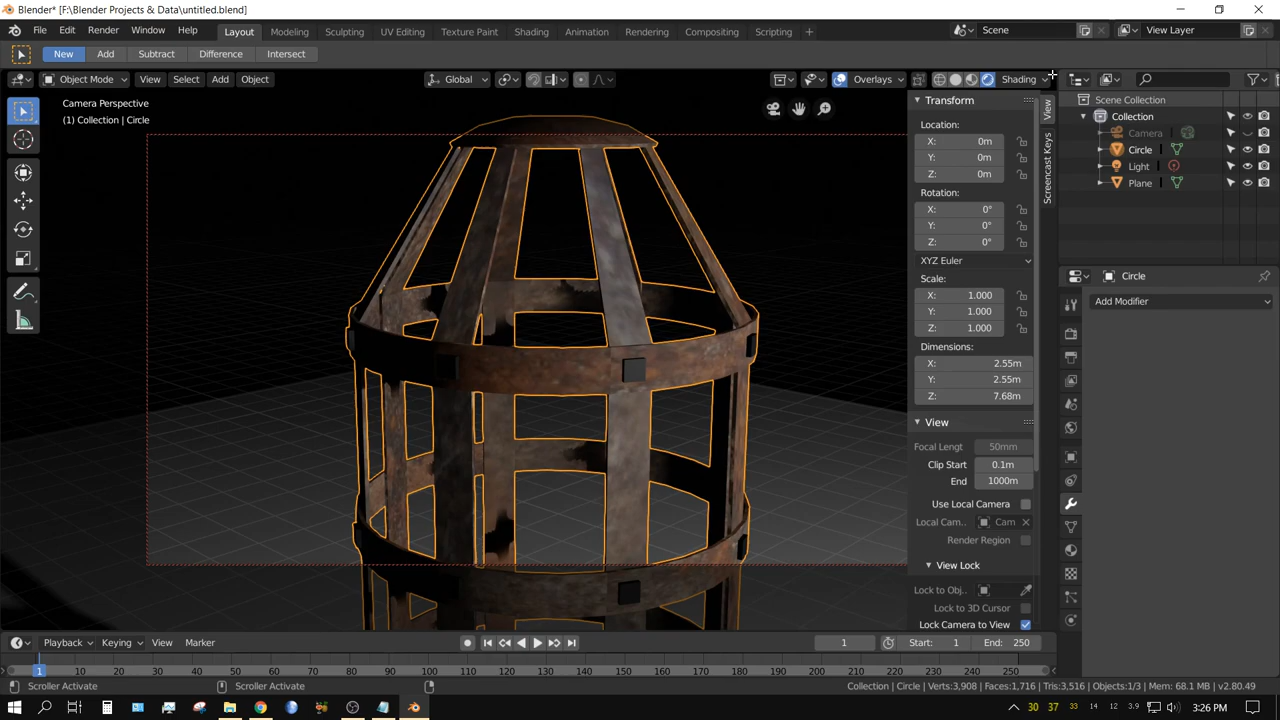 Blender* [F:\Blender Projects & Data\untitled.blend]
File Edit Render Window Help Layout Modeling Sculpting UV Editing Texture Paint Shading Animation Rendering Compositing Scripting + Scene View Layer
New Add Subtract Difference Intersect
Object Mode View Select Add Object Global Overlays Shading
Camera Perspective
(1) Collection | Circle
Transform
Location:
X: 0m
Y: 0m
Z: 0m
Rotation:
X: 0°
Y: 0°
Z: 0°
XYZ Euler
Scale:
X: 1.000
Y: 1.000
Z: 1.000
Dimensions:
X: 2.55m
Y: 2.55m
Z: 7.68m
View
Focal Lengt 50mm
Clip Start 0.1m
End 1000m
Use Local Camera
Local Cam.. Cam
Render Region
View Lock
Lock to Obj..
Lock to 3D Cursor
Lock Camera to View
View
Screencast Keys
Scene Collection
Collection
Camera
Circle
Light
Plane
Circle
Add Modifier
Playback Keying View Marker 1 Start: 1 End: 250
1 10 20 30 40 50 60 70 80 90 100 110 120 130 140 150 160 170 180 190 200 210 220 230 240 250
Scroller Activate Scroller Activate Collection | Circle | Verts:3,908 | Faces:1,716 | Tris:3,516 | Objects:1/3 | Mem: 68.1 MB | v2.80.49
30 37 33 14 12 3.9 3:26 PM